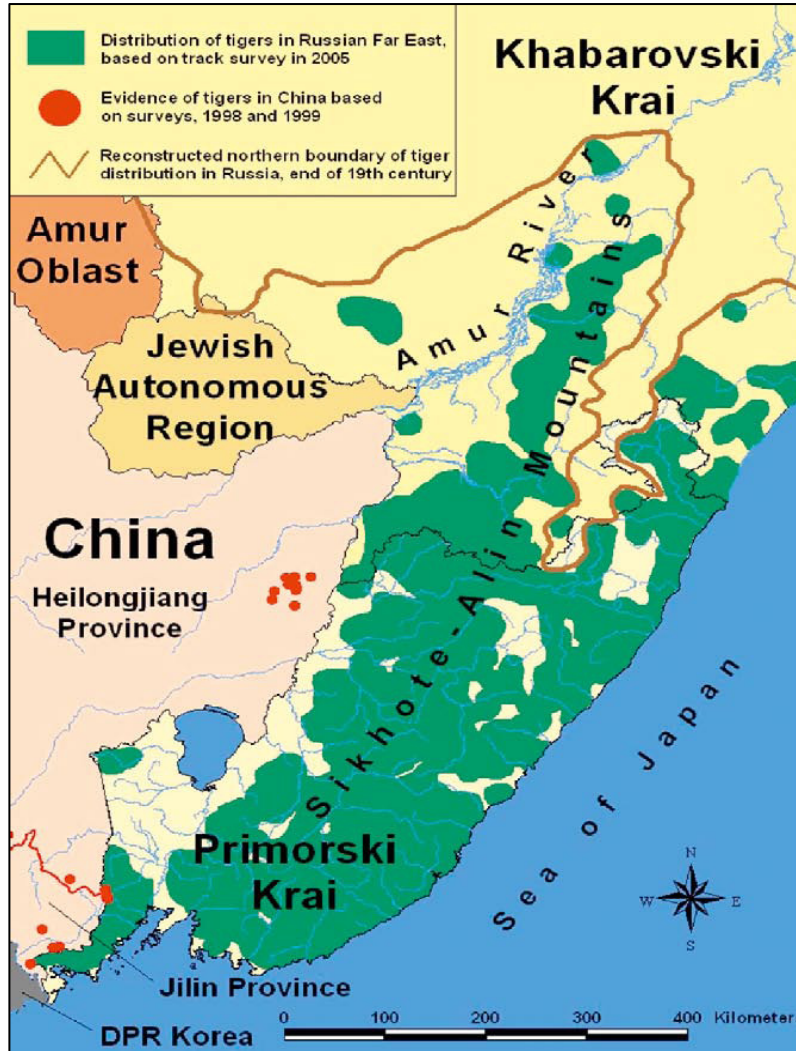 Distribution of tigers in Russian Far East,
based on track survey in 2005
Evidence of tigers in China based
on surveys, 1998 and 1999
Reconstructed northern boundary of tiger
distribution in Russia, end of 19th century
Khabarovski
Krai
Amur
Oblast
Amur River
Jewish
Autonomous
Region
Sikhote-Alin Mountains
China
Heilongjiang
Province
Sea of Japan
Primorski
Krai
N
W E
S
Jilin Province
DPR Korea
0 100 200 300 400 Kilometer